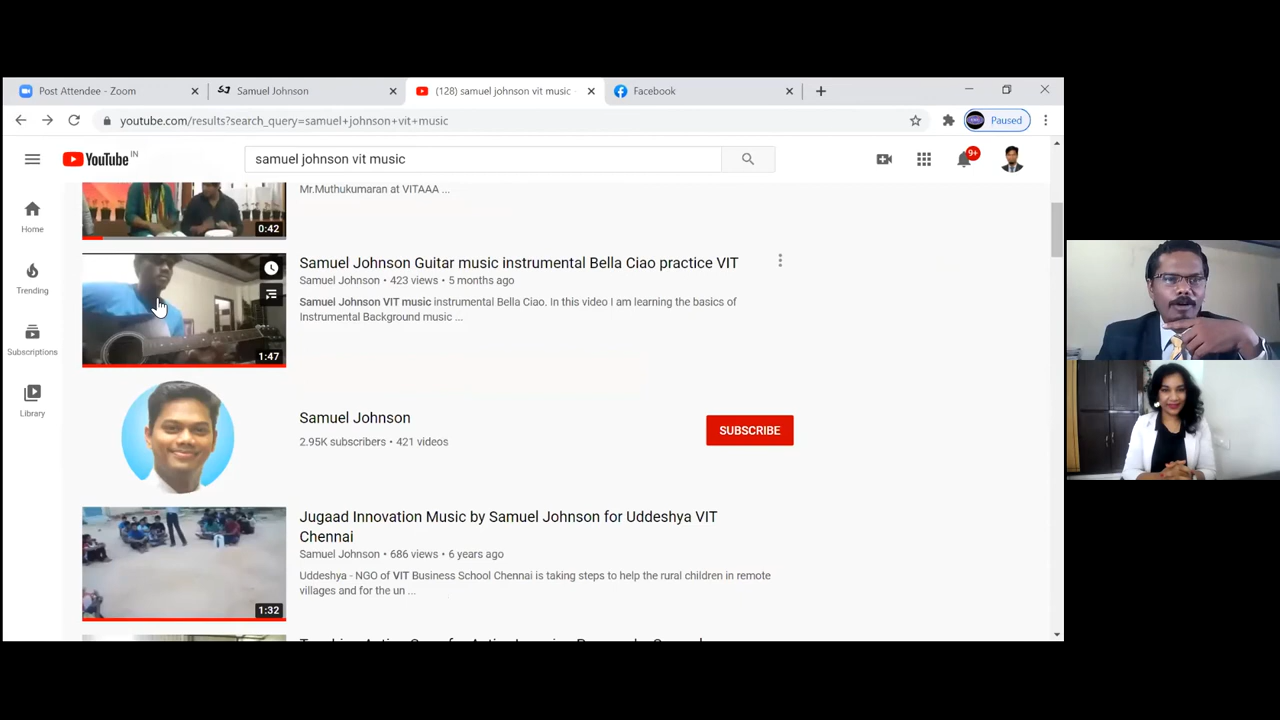 Post Attendee - Zoom
Samuel Johnson
(128) samuel johnson vit music
Facebook
youtube.com/results?search_query=samuel+johnson+vit+music
Paused
YouTube IN
samuel johnson vit music
9+
Home
Trending
Subscriptions
Library
Mr.Muthukumaran at VITAAA ...
0:42
Samuel Johnson Guitar music instrumental Bella Ciao practice VIT
Samuel Johnson • 423 views • 5 months ago
Samuel Johnson VIT music instrumental Bella Ciao. In this video I am learning the basics of
Instrumental Background music ...
1:47
Samuel Johnson
2.95K subscribers • 421 videos
SUBSCRIBE
Jugaad Innovation Music by Samuel Johnson for Uddeshya VIT
Chennai
Samuel Johnson • 686 views • 6 years ago
Uddeshya - NGO of VIT Business School Chennai is taking steps to help the rural children in remote
villages and for the un ...
1:32